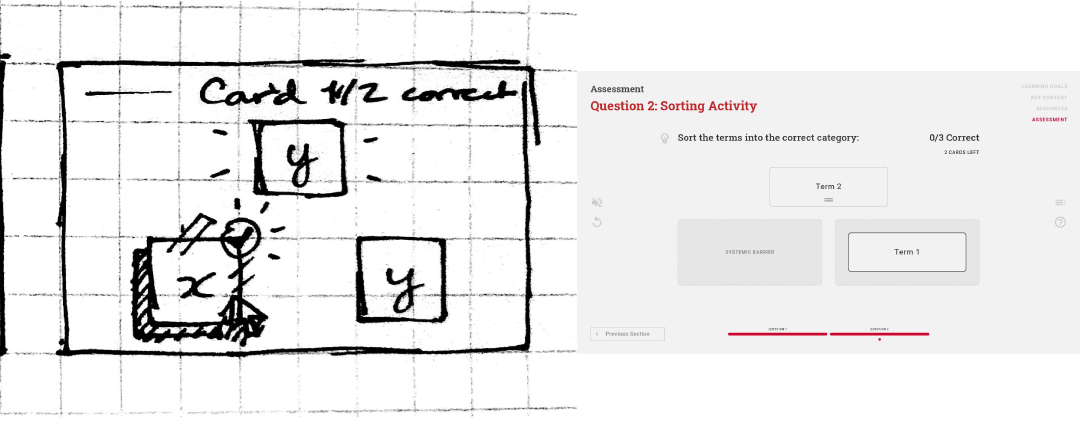 Card #1/2 correct
y
x
y
Assessment
Question 2: Sorting Activity
LEARNING GOALS
KEY CONTENT
RESOURCES
ASSESSMENT
Sort the terms into the correct category:
0/3 Correct
2 CARDS LEFT
Term 2
SYSTEMIC BARRIER
Term 1
Previous Section
QUESTION 1
QUESTION 2